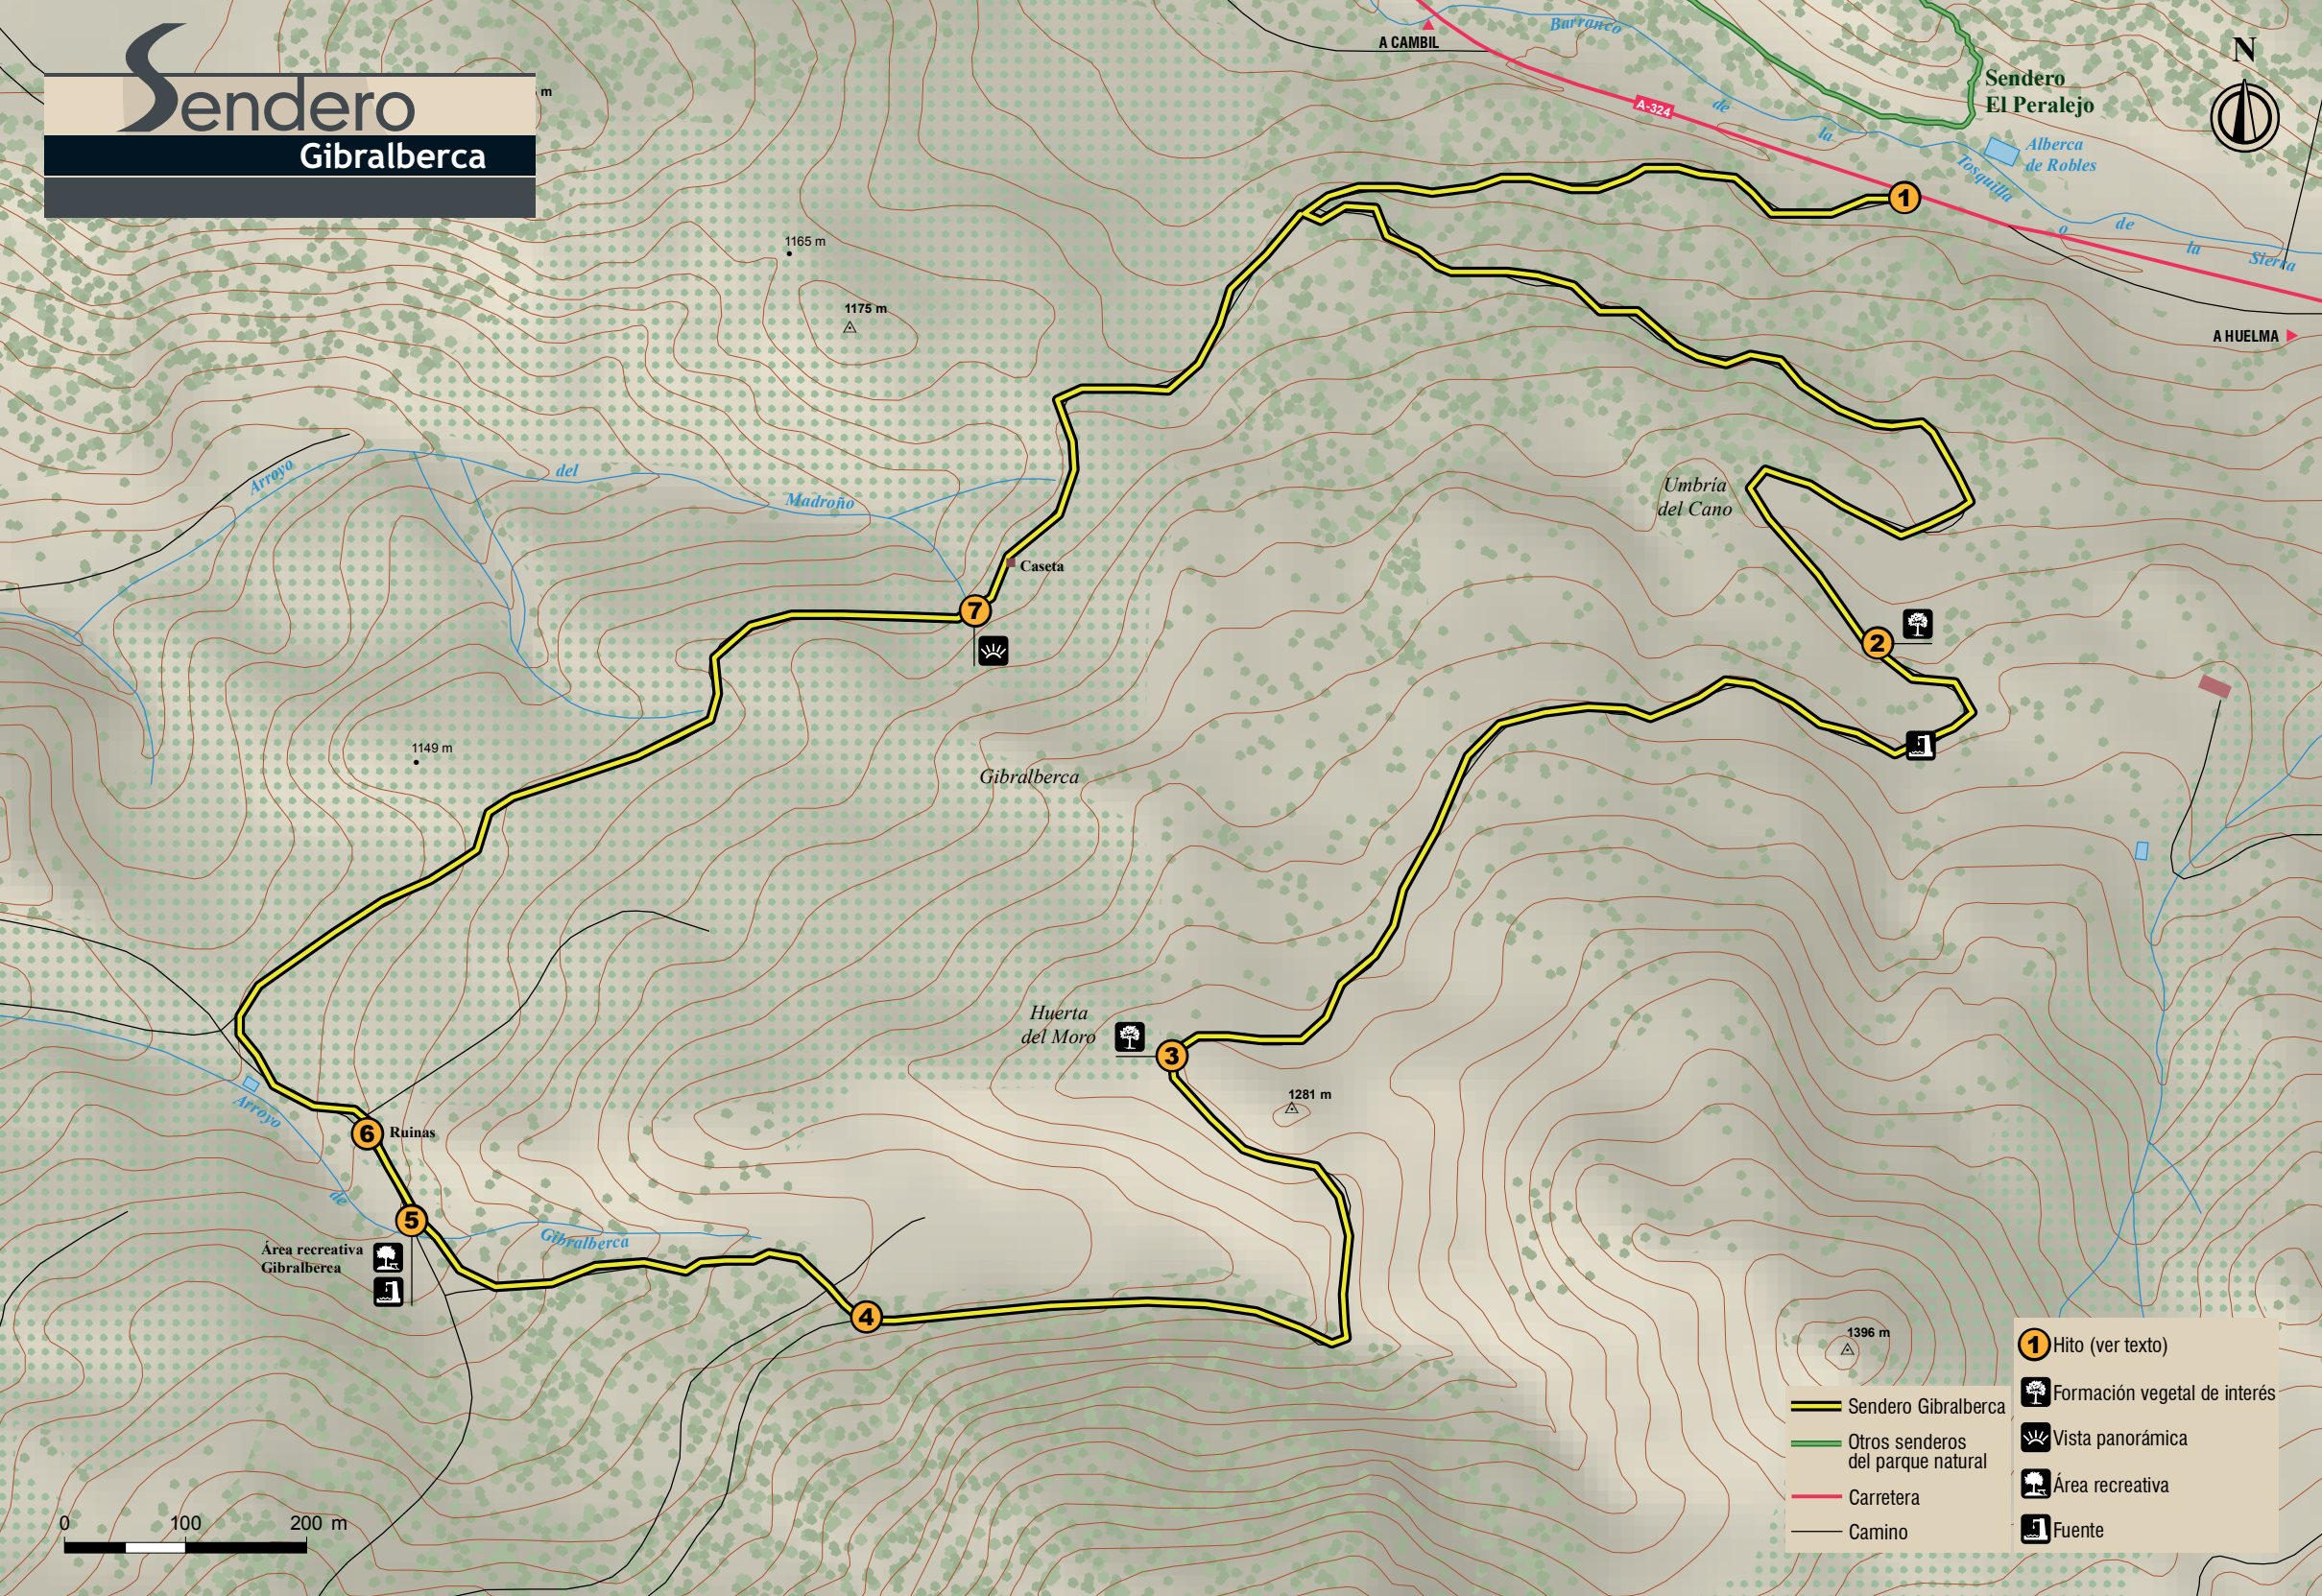 Sendero
Gibralberca
m
A CAMBIL
Barranco
de
la
Tosquilla
o
de
la
Sierra
A-324
Sendero
El Peralejo
N
Alberca
de Robles
1
A HUELMA
1165 m
1175 m
Arroyo
del
Madroño
Umbría
del Cano
Caseta
7
2
1149 m
Gibralberca
Huerta
del Moro
3
1281 m
Arroyo
de
Gibralberca
6
Ruinas
5
Área recreativa
Gibralberca
4
1396 m
0 100 200 m
Sendero Gibralberca
Otros senderos
del parque natural
Carretera
Camino
1 Hito (ver texto)
Formación vegetal de interés
Vista panorámica
Área recreativa
Fuente